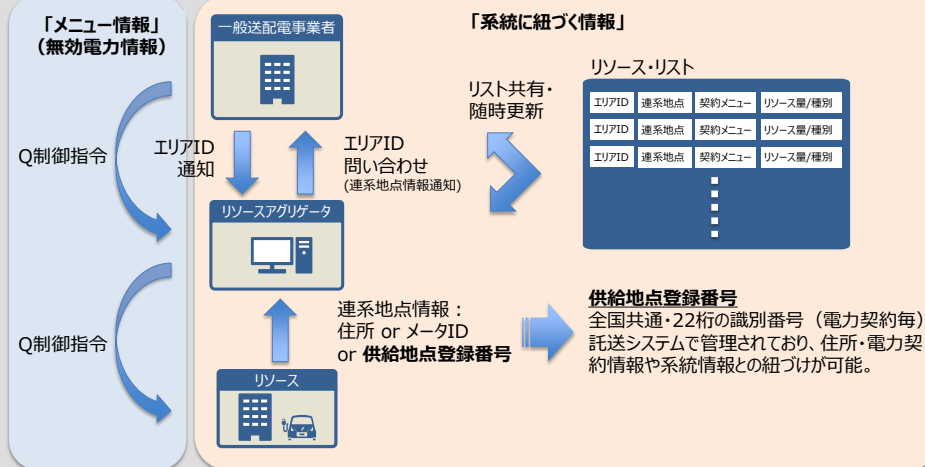 「メニュー情報」
（無効電力情報）
Q制御指令
Q制御指令
「系統に紐づく情報」
一般送配電事業者
エリアID
通知
エリアID
問い合わせ
(連系地点情報通知)
リソースアグリゲータ
連系地点情報：
住所 or メータID
or 供給地点登録番号
リソース
リスト共有・
随時更新
リソース・リスト
エリアID 連系地点 契約メニュー リソース量/種別
エリアID 連系地点 契約メニュー リソース量/種別
エリアID 連系地点 契約メニュー リソース量/種別
供給地点登録番号
全国共通・22桁の識別番号（電力契約毎）
託送システムで管理されており、住所・電力契
約情報や系統情報との紐づけが可能。